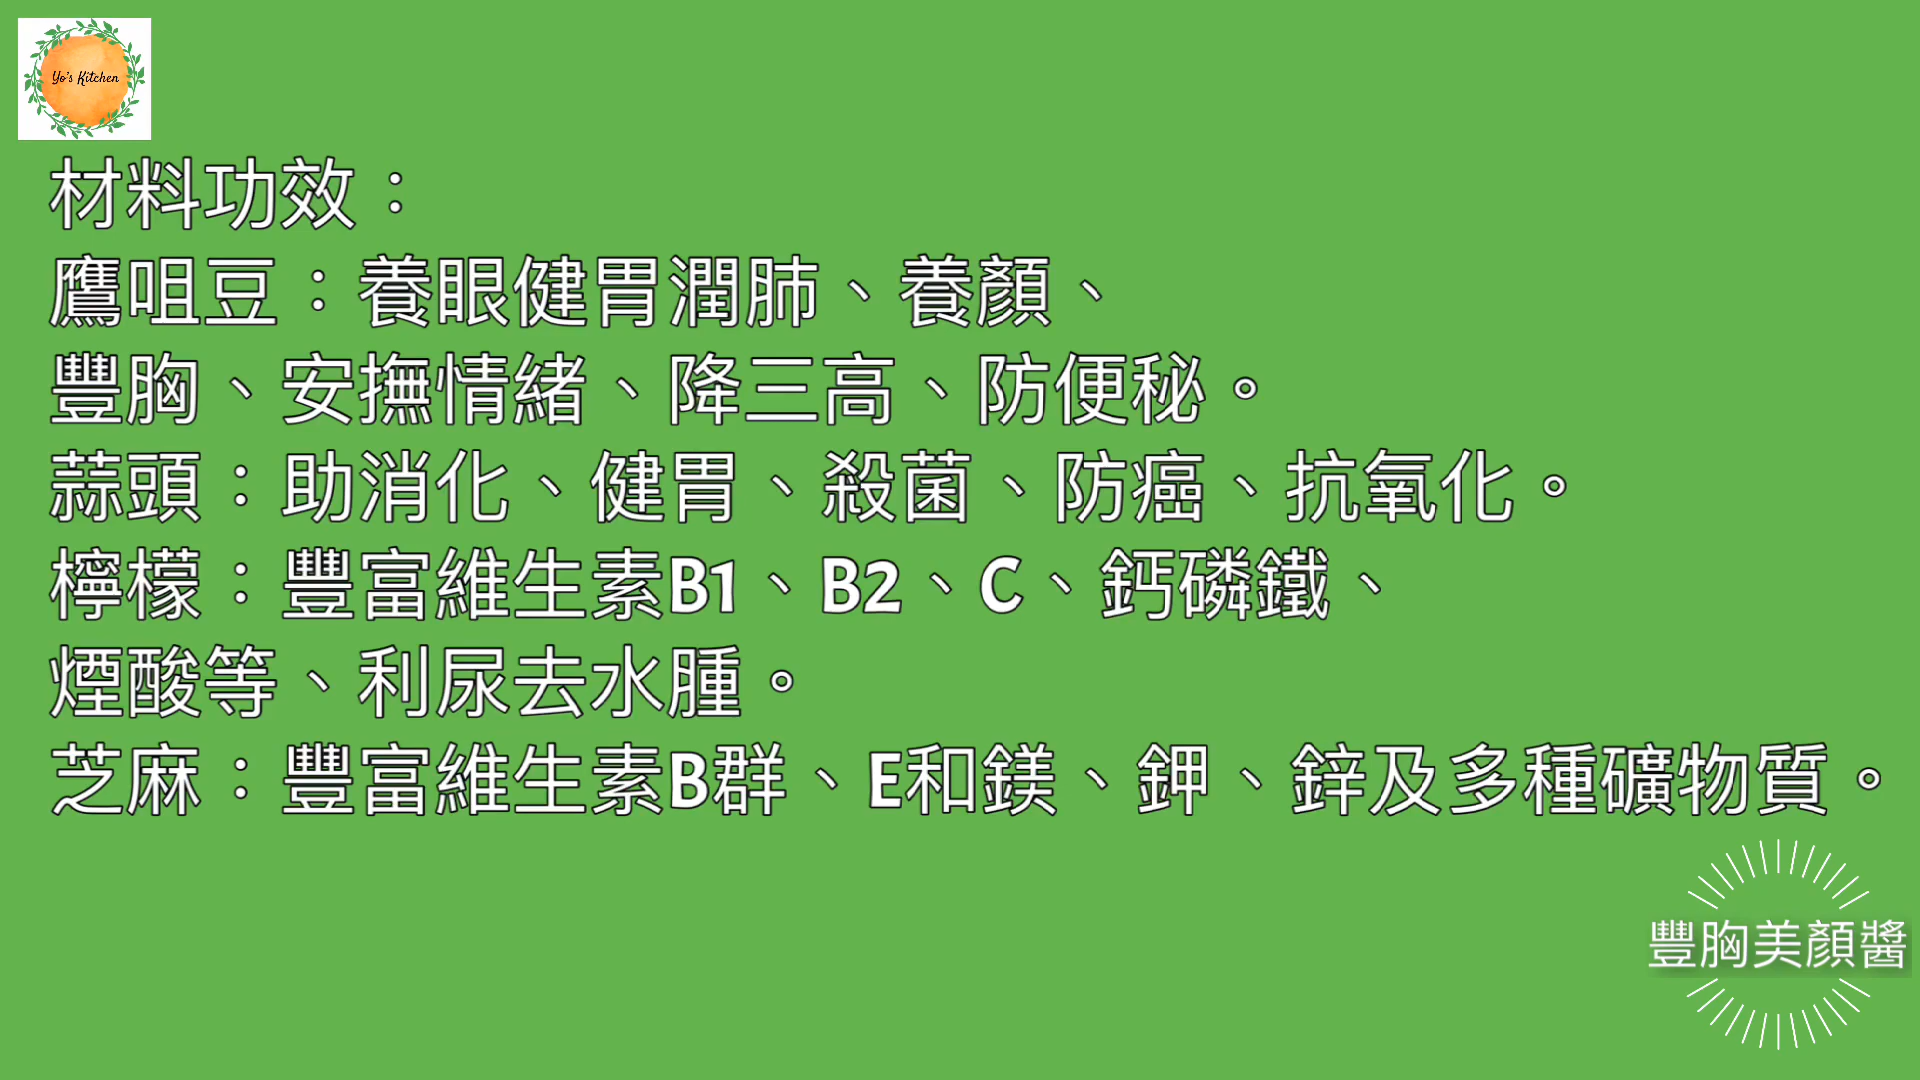 Yo's Kitchen
材料功效：
鷹咀豆：養眼健胃潤肺、養顏、
豐胸、安撫情緒、降三高、防便秘。
蒜頭：助消化、健胃、殺菌、防癌、抗氧化。
檸檬：豐富維生素B1、B2、C、鈣磷鐵、
煙酸等、利尿去水腫。
芝麻：豐富維生素B群、E和鎂、鉀、鋅及多種礦物質。
豐胸美顏醬